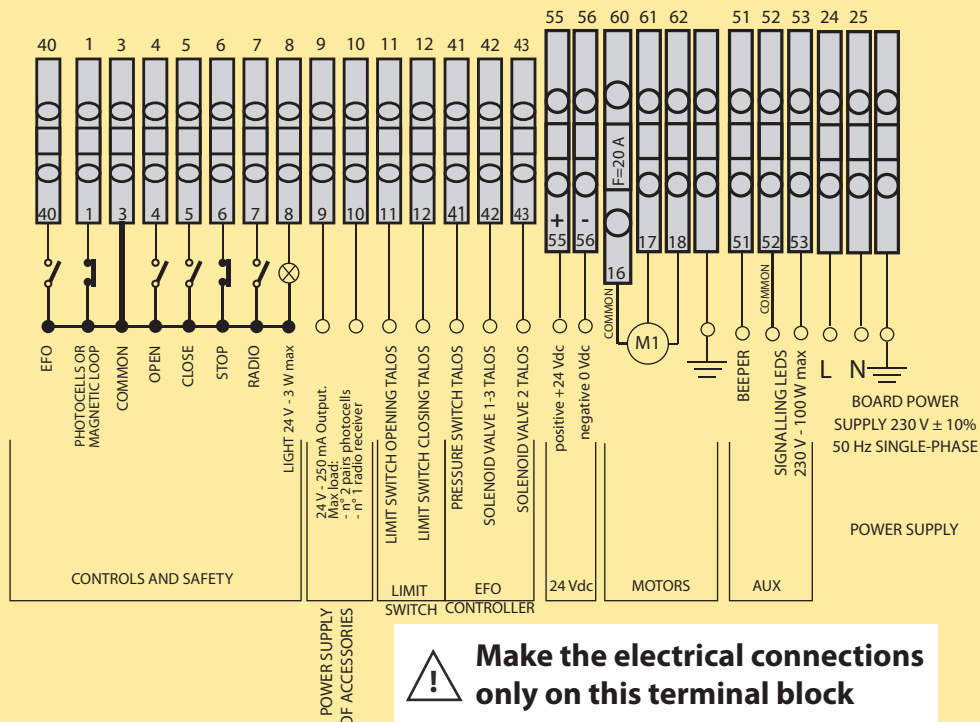 55 56 60 61 62 51 52 53 24 25
40 1 3 4 5 6 7 8 9 10 11 12 41 42 43
F=20 A
+ -
40 1 3 4 5 6 7 8 9 10 11 12 41 42 43 55 56 17 18 51 52 53
16
COMMON
COMMON
M1
EFO
PHOTOCELLS OR
MAGNETIC LOOP
COMMON
OPEN
CLOSE
STOP
RADIO
LIGHT 24 V - 3 W max
24 V - 250 mA Output.
Max load:
- n° 2 pairs photocells
- n° 1 radio receiver
LIMIT SWITCH OPENING TALOS
LIMIT SWITCH CLOSING TALOS
PRESSURE SWITCH TALOS
SOLENOID VALVE 1-3 TALOS
SOLENOID VALVE 2 TALOS
positive +24 Vdc
negative 0 Vdc
BEEPER
SIGNALLING LEDS
230 V - 100 W max
L N
BOARD POWER
SUPPLY 230 V ± 10%
50 Hz SINGLE-PHASE
POWER SUPPLY
CONTROLS AND SAFETY
POWER SUPPLY
OF ACCESSORIES
LIMIT
SWITCH
EFO
CONTROLLER
24 Vdc
MOTORS
AUX
!
Make the electrical connections
only on this terminal block